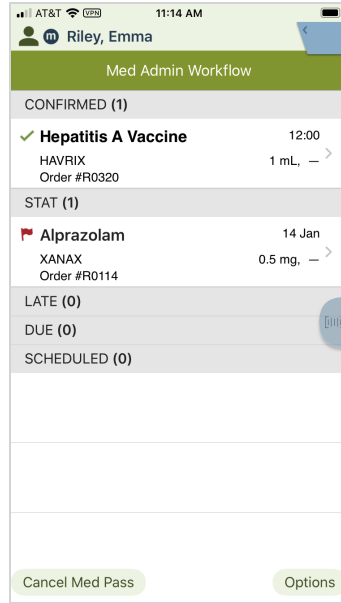 AT&T VPN 11:14 AM
m Riley, Emma
Med Admin Workflow
CONFIRMED (1)
Hepatitis A Vaccine 12:00
HAVRIX 1 mL, —
Order #R0320
STAT (1)
Alprazolam 14 Jan
XANAX 0.5 mg, —
Order #R0114
LATE (0)
DUE (0)
SCHEDULED (0)
Cancel Med Pass Options